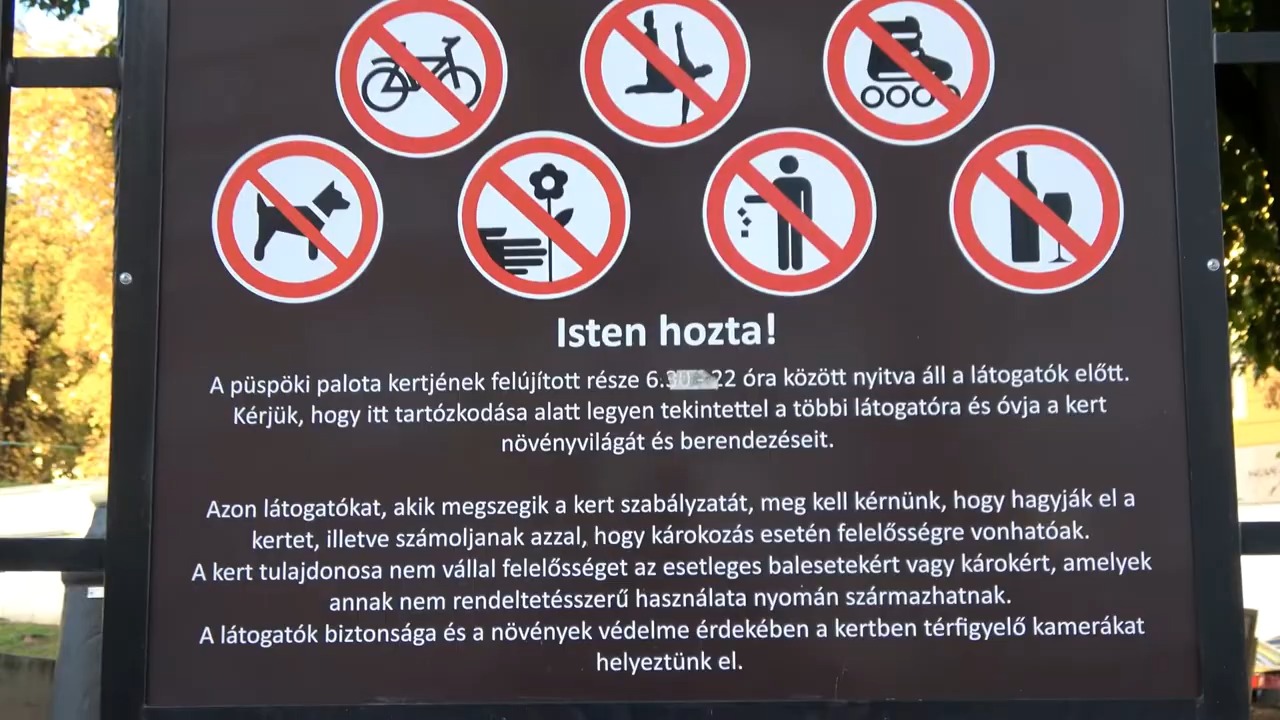 Isten hozta!
A püspöki palota kertjének felújított része 6.30 - 22 óra között nyitva áll a látogatók előtt.
Kérjük, hogy itt tartózkodása alatt legyen tekintettel a többi látogatóra és óvja a kert
növényvilágát és berendezéseit.
Azon látogatókat, akik megszegik a kert szabályzatát, meg kell kérnünk, hogy hagyják el a
kertet, illetve számoljanak azzal, hogy károkozás esetén felelősségre vonhatóak.
A kert tulajdonosa nem vállal felelősséget az esetleges balesetekért vagy károkért, amelyek
annak nem rendeltetésszerű használata nyomán származhatnak.
A látogatók biztonsága és a növények védelme érdekében a kertben térfigyelő kamerákat
helyeztünk el.